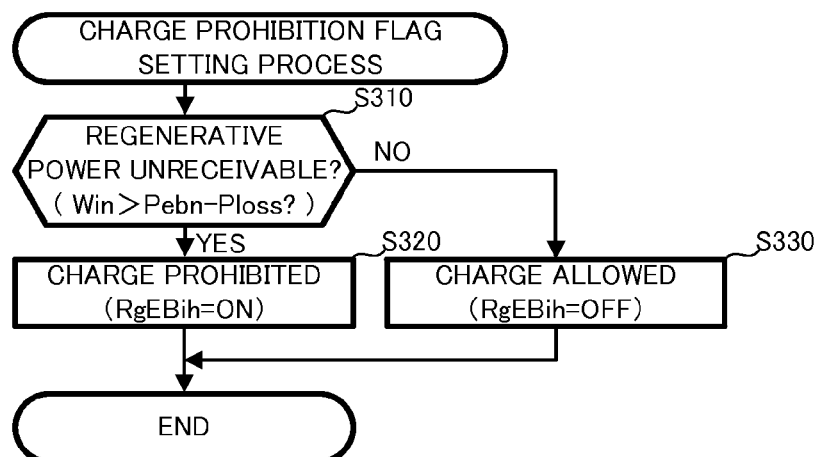 CHARGE PROHIBITION FLAG
SETTING PROCESS
S310
REGENERATIVE
POWER UNRECEIVABLE?
( Win＞Pebn-Ploss? )
NO
YES
S320
CHARGE PROHIBITED
(RgEBih=ON)
S330
CHARGE ALLOWED
(RgEBih=OFF)
END